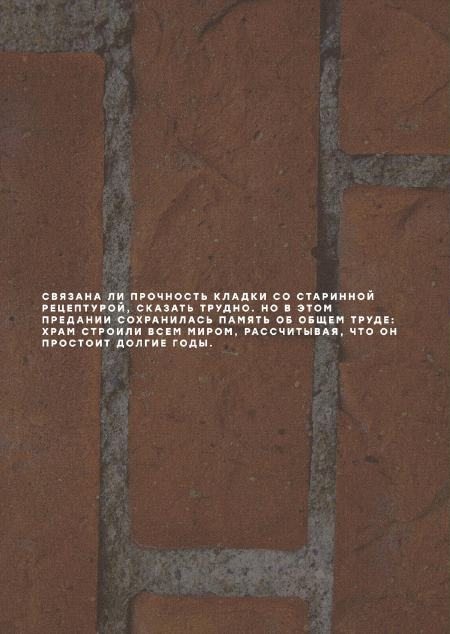 СВЯЗАНА ЛИ ПРОЧНОСТЬ КЛАДКИ СО СТАРИННОЙ
РЕЦЕПТУРОЙ, СКАЗАТЬ ТРУДНО. НО В ЭТОМ
ПРЕДАНИИ СОХРАНИЛАСЬ ПАМЯТЬ ОБ ОБЩЕМ ТРУДЕ:
ХРАМ СТРОИЛИ ВСЕМ МИРОМ, РАССЧИТЫВАЯ, ЧТО ОН
ПРОСТОИТ ДОЛГИЕ ГОДЫ.